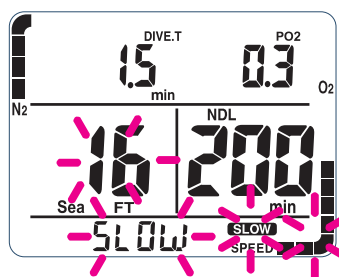 DIVE.T PO2
1.5 0.3
min
N2 O2
NDL
16 200
Sea FT min
SLOW SLOW
SPEED